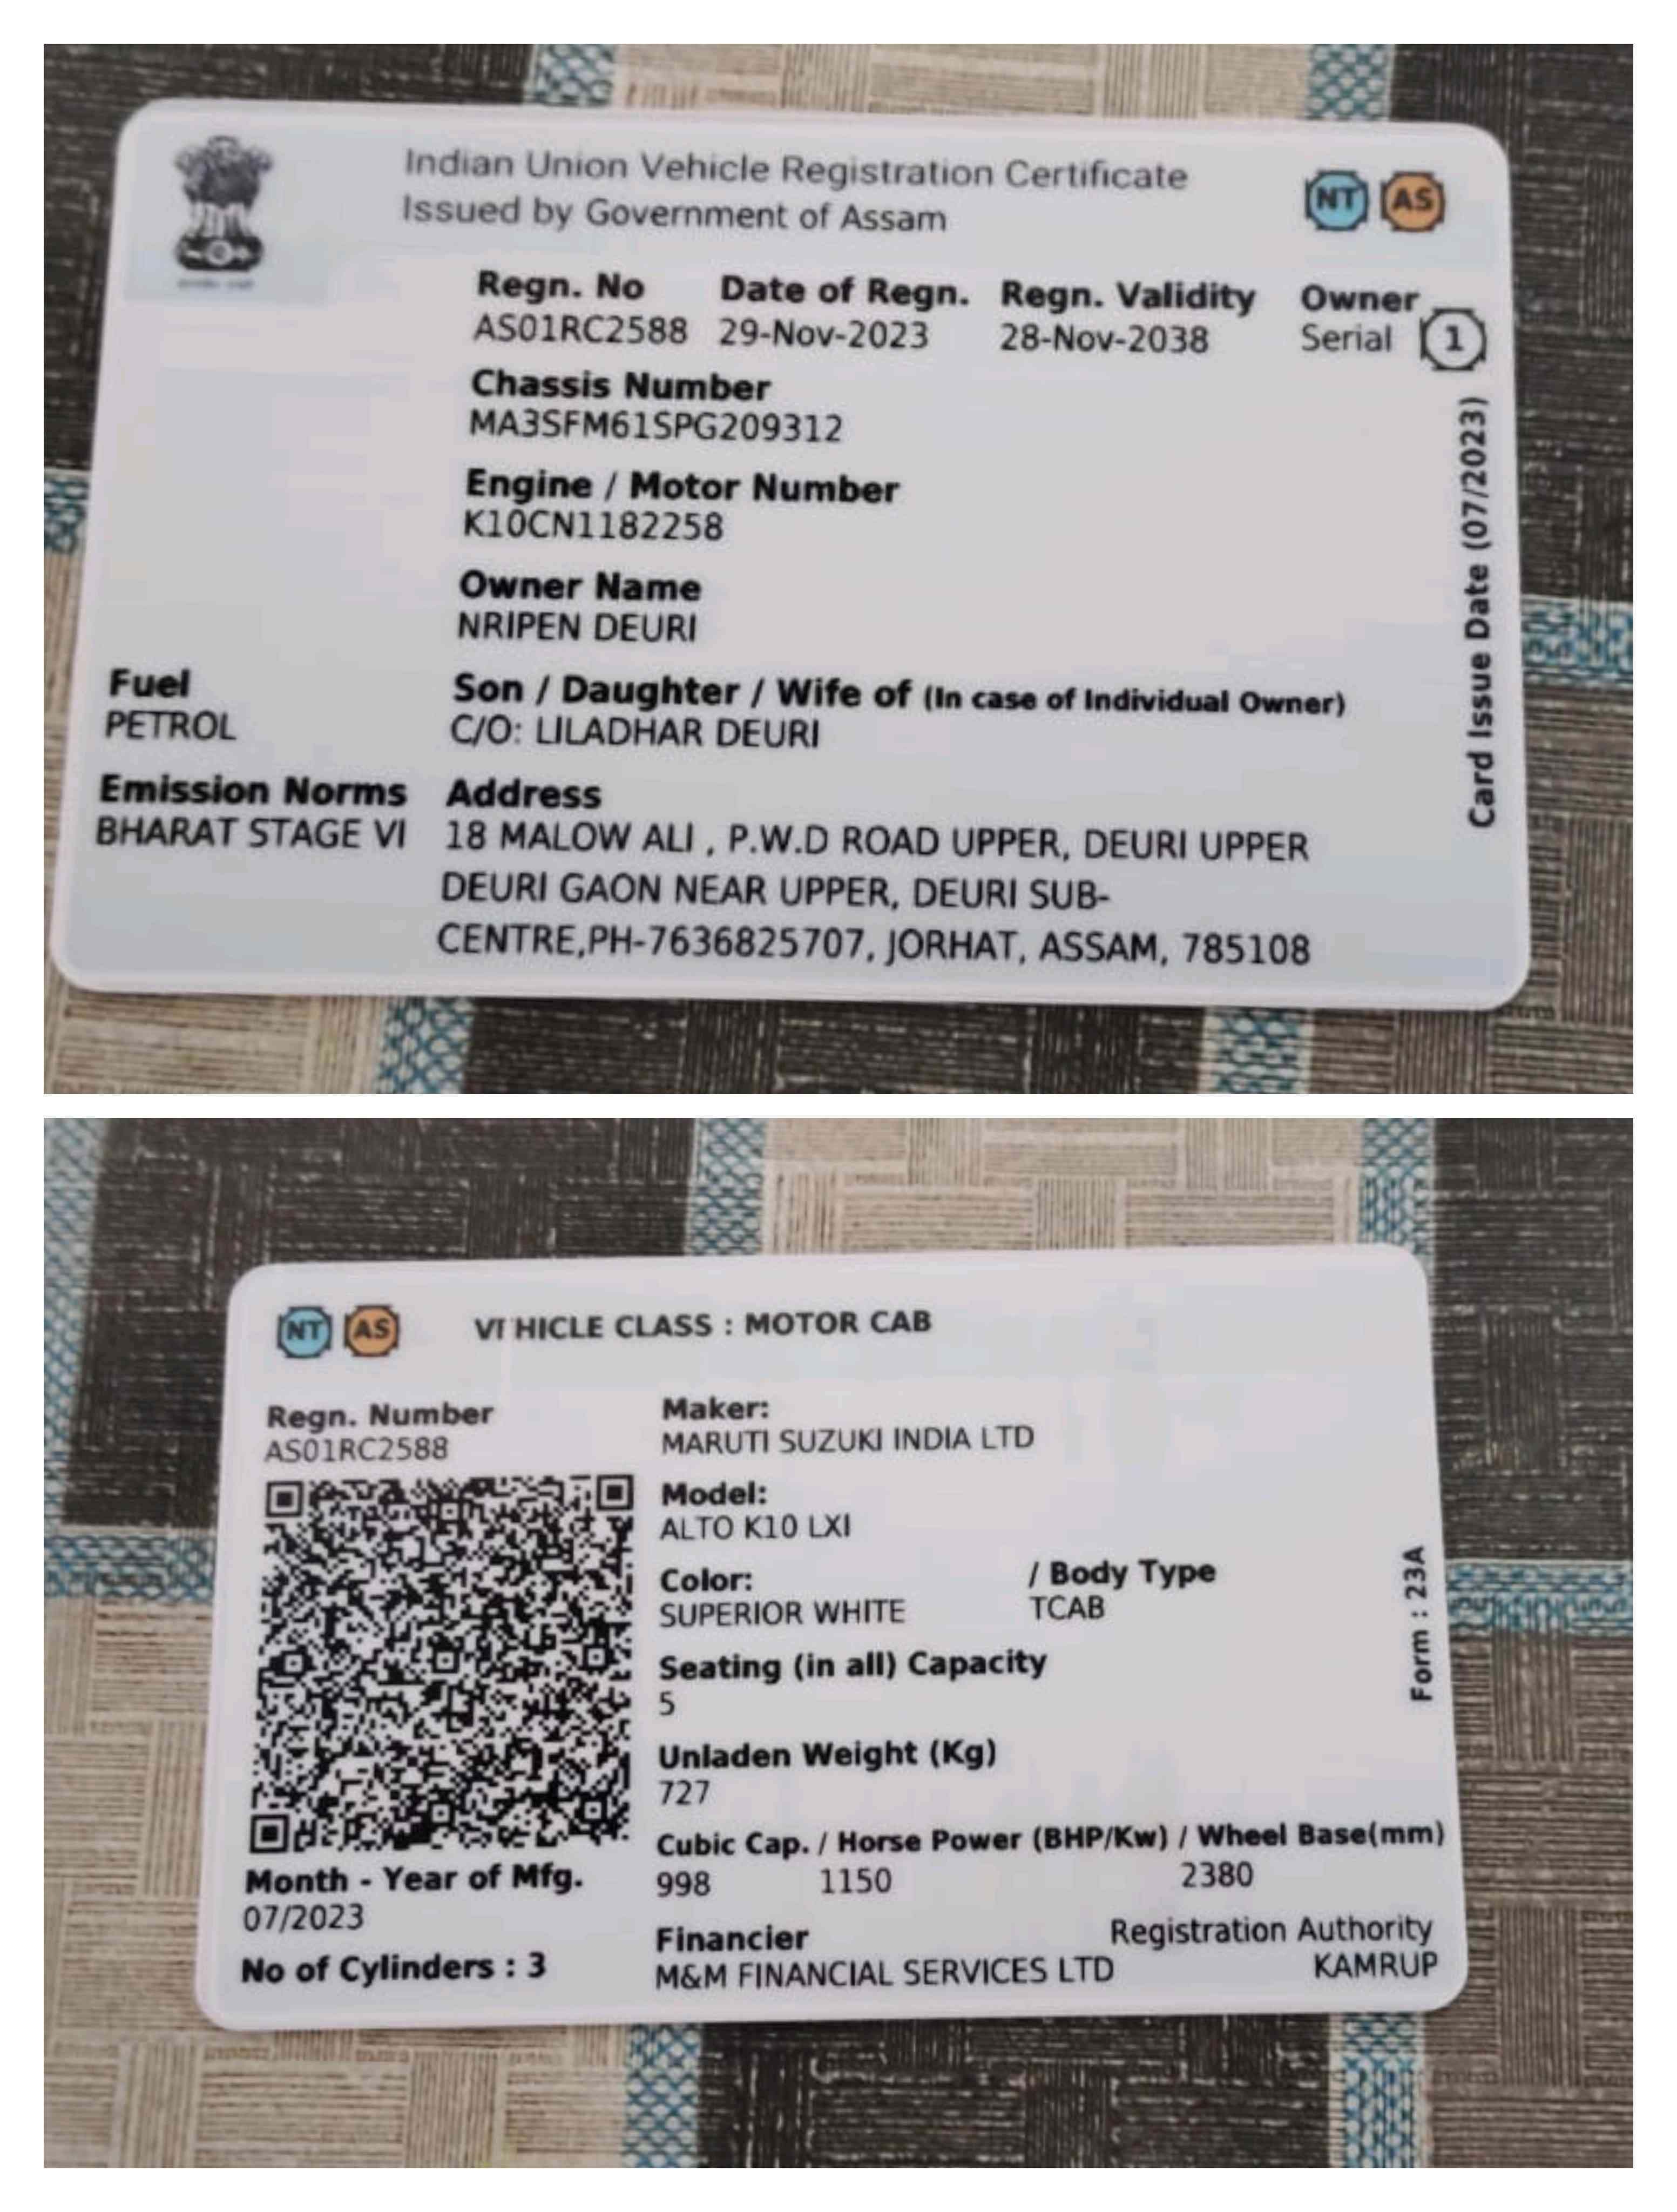 Indian Union Vehicle Registration Certificate
Issued by Government of Assam
NT AS
Regn. No Date of Regn. Regn. Validity Owner
AS01RC2588 29-Nov-2023 28-Nov-2038 Serial 1
Chassis Number
MA3SFM61SPG209312
Engine / Motor Number
K10CN1182258
Owner Name
NRIPEN DEURI
Fuel Son / Daughter / Wife of (In case of Individual Owner)
PETROL C/O: LILADHAR DEURI
Emission Norms Address
BHARAT STAGE VI 18 MALOW ALI , P.W.D ROAD UPPER, DEURI UPPER
DEURI GAON NEAR UPPER, DEURI SUB-
CENTRE,PH-7636825707, JORHAT, ASSAM, 785108
Card Issue Date (07/2023)
NT AS VEHICLE CLASS : MOTOR CAB
Regn. Number
AS01RC2588
Maker:
MARUTI SUZUKI INDIA LTD
Model:
ALTO K10 LXI
Color: / Body Type
SUPERIOR WHITE TCAB
Seating (in all) Capacity
5
Unladen Weight (Kg)
727
Cubic Cap. / Horse Power (BHP/Kw) / Wheel Base(mm)
998 1150 2380
Month - Year of Mfg.
07/2023
No of Cylinders : 3
Financier
M&M FINANCIAL SERVICES LTD
Registration Authority
KAMRUP
Form : 23A